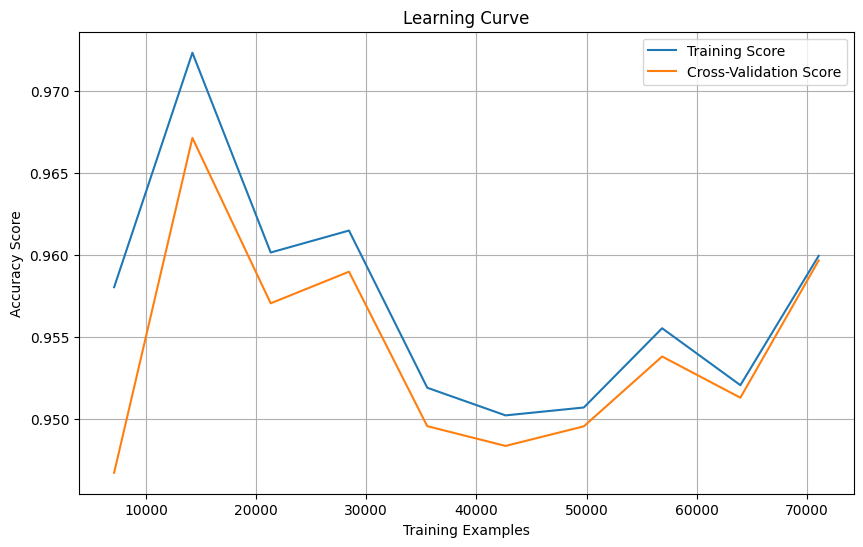 Learning Curve
Training Score
Cross-Validation Score
Accuracy Score
0.970
0.965
0.960
0.955
0.950
10000 20000 30000 40000 50000 60000 70000
Training Examples